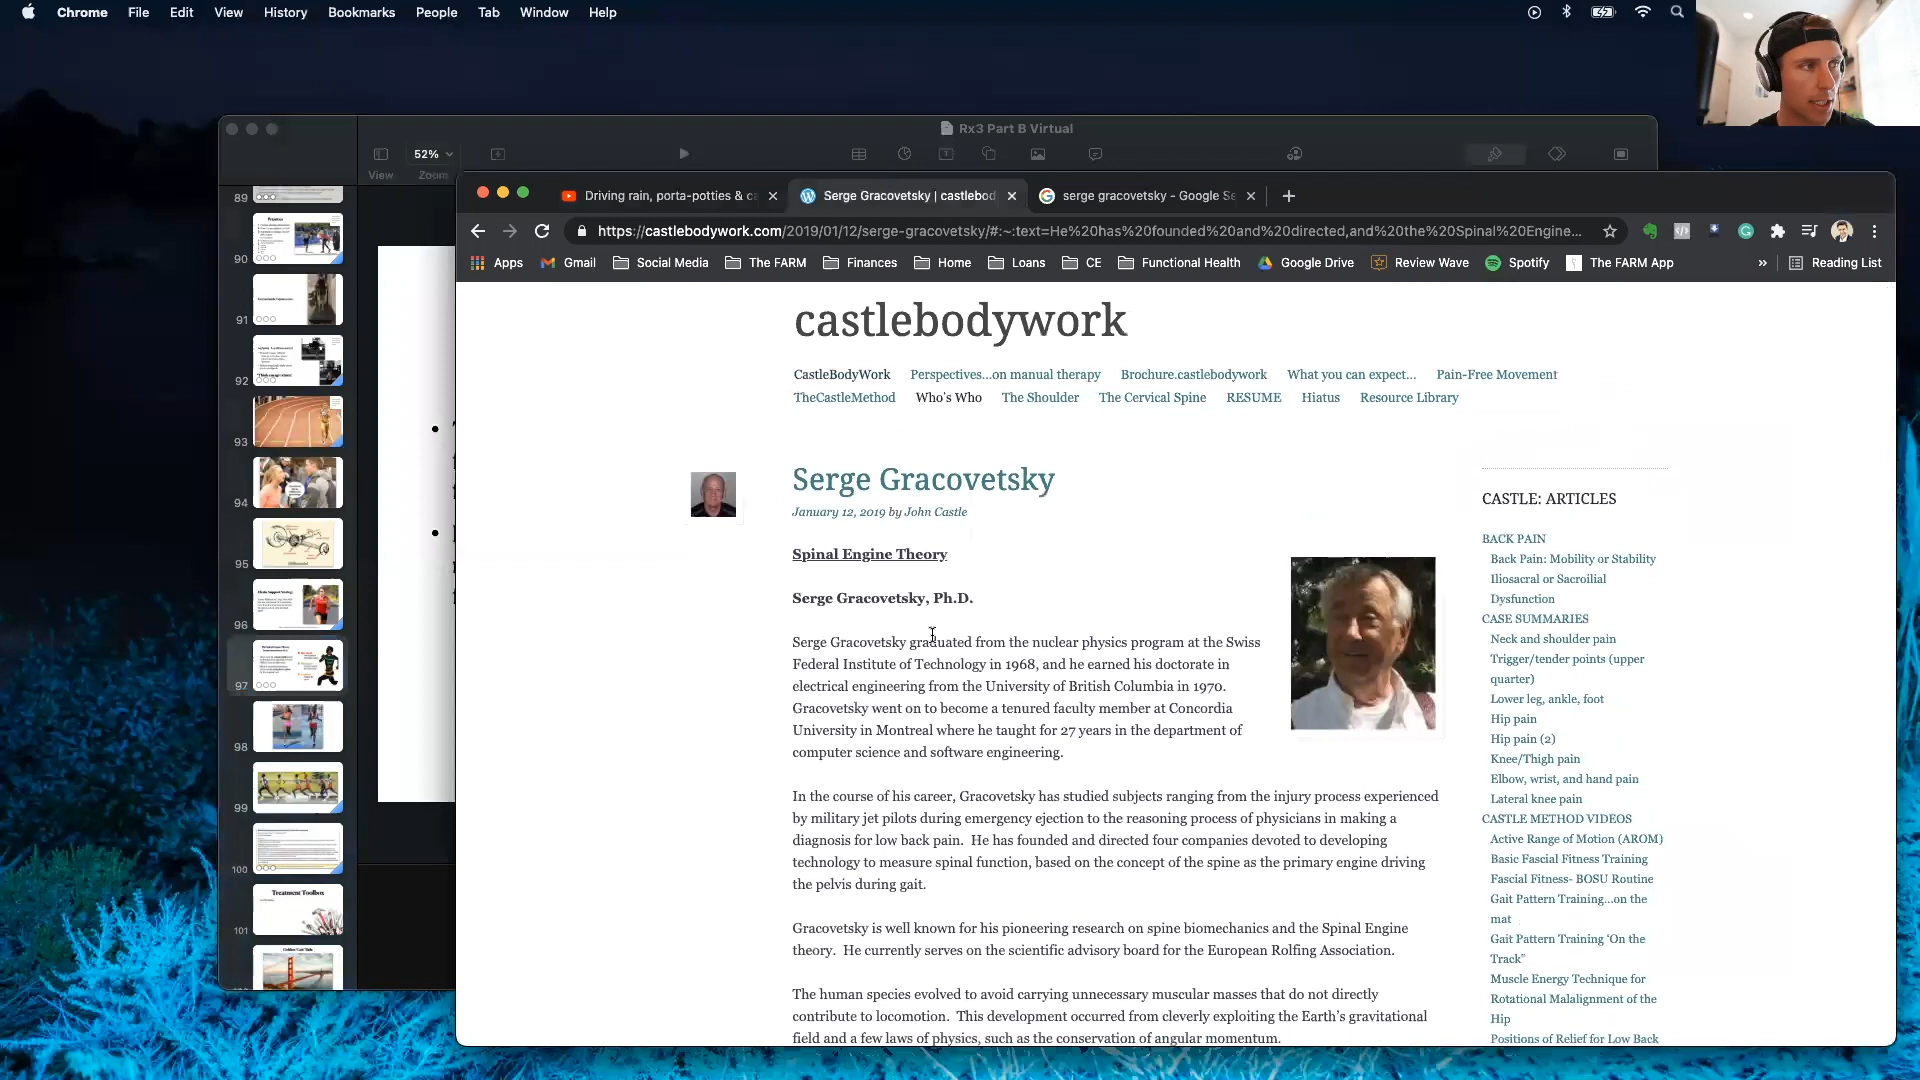 Chrome File Edit View History Bookmarks People Tab Window Help
Rx3 Part B Virtual
52%
View Zoom
Driving rain, porta-potties & c
Serge Gracovetsky | castlebod
serge gracovetsky - Google Se
https://castlebodywork.com/2019/01/12/serge-gracovetsky/#:~:text=He%20has%20founded%20and%20directed,and%20the%20Spinal%20Engine...
Apps Gmail Social Media The FARM Finances Home Loans CE Functional Health Google Drive Review Wave Spotify The FARM App » Reading List
89
90
91
92
93
94
95
96
97
98
99
100
Treatment Toolbox
101
castlebodywork
CastleBodyWork Perspectives...on manual therapy Brochure.castlebodywork What you can expect... Pain-Free Movement
TheCastleMethod Who's Who The Shoulder The Cervical Spine RESUME Hiatus Resource Library
Serge Gracovetsky
January 12, 2019 by John Castle
Spinal Engine Theory
Serge Gracovetsky, Ph.D.
Serge Gracovetsky graduated from the nuclear physics program at the Swiss
Federal Institute of Technology in 1968, and he earned his doctorate in
electrical engineering from the University of British Columbia in 1970.
Gracovetsky went on to become a tenured faculty member at Concordia
University in Montreal where he taught for 27 years in the department of
computer science and software engineering.
In the course of his career, Gracovetsky has studied subjects ranging from the injury process experienced
by military jet pilots during emergency ejection to the reasoning process of physicians in making a
diagnosis for low back pain.  He has founded and directed four companies devoted to developing
technology to measure spinal function, based on the concept of the spine as the primary engine driving
the pelvis during gait.
Gracovetsky is well known for his pioneering research on spine biomechanics and the Spinal Engine
theory.  He currently serves on the scientific advisory board for the European Rolfing Association.
The human species evolved to avoid carrying unnecessary muscular masses that do not directly
contribute to locomotion.  This development occurred from cleverly exploiting the Earth's gravitational
field and a few laws of physics, such as the conservation of angular momentum.
CASTLE: ARTICLES
BACK PAIN
Back Pain: Mobility or Stability
Iliosacral or Sacroilial
Dysfunction
CASE SUMMARIES
Neck and shoulder pain
Trigger/tender points (upper
quarter)
Lower leg, ankle, foot
Hip pain
Hip pain (2)
Knee/Thigh pain
Elbow, wrist, and hand pain
Lateral knee pain
CASTLE METHOD VIDEOS
Active Range of Motion (AROM)
Basic Fascial Fitness Training
Fascial Fitness- BOSU Routine
Gait Pattern Training...on the
mat
Gait Pattern Training 'On the
Track"
Muscle Energy Technique for
Rotational Malalignment of the
Hip
Positions of Relief for Low Back